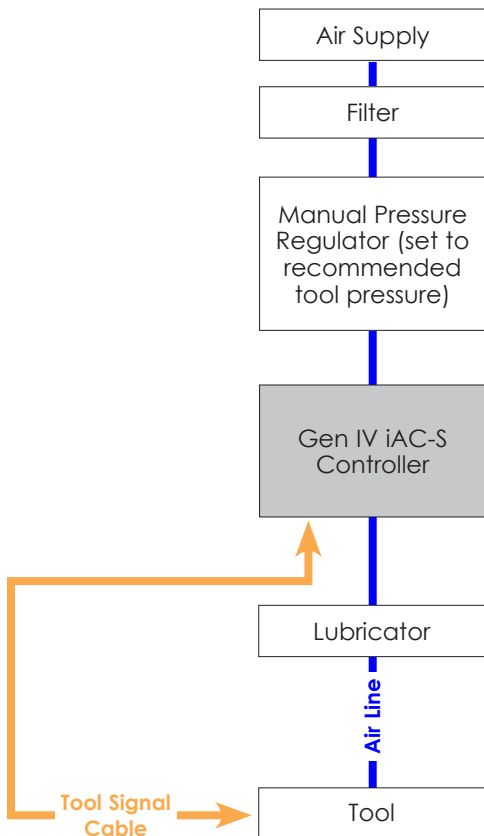 Air Supply
Filter
Manual Pressure
Regulator (set to
recommended
tool pressure)
Gen IV iAC-S
Controller
Lubricator
Air Line
Tool Signal
Cable
Tool